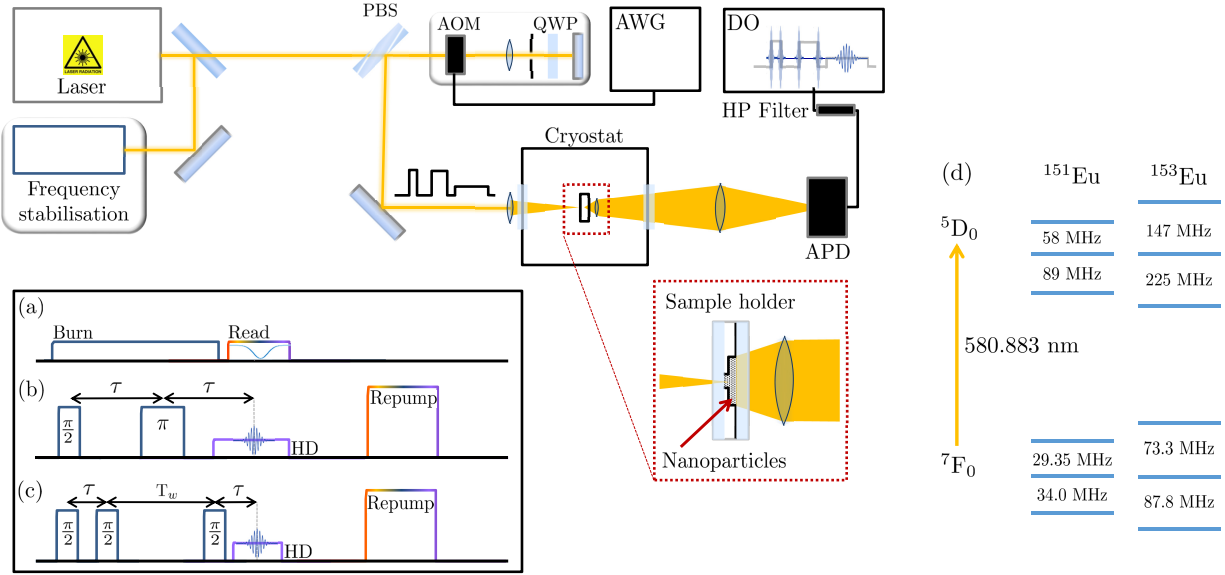 PBS
AOM
QWP
AWG
DO
LASER RADIATION
Laser
HP Filter
Cryostat
Frequency
stabilisation
APD
(d)
¹⁵¹Eu
¹⁵³Eu
⁵D₀
58 MHz
147 MHz
89 MHz
225 MHz
580.883 nm
⁷F₀
29.35 MHz
73.3 MHz
34.0 MHz
87.8 MHz
Sample holder
Nanoparticles
(a)
Burn
Read
(b)
τ
τ
π/2
π
HD
Repump
(c)
τ
T_w
τ
π/2
π/2
π/2
HD
Repump